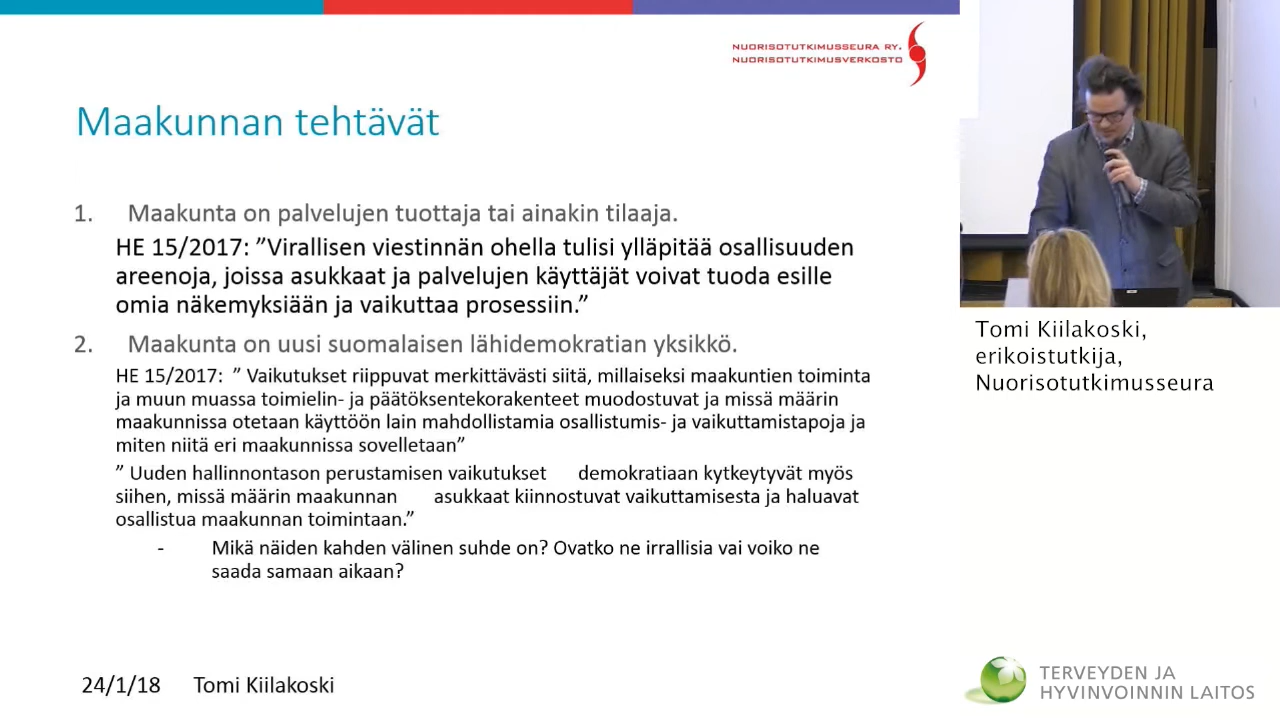 NUORISOTUTKIMUSSEURA RY.
NUORISOTUTKIMUSVERKOSTO
Maakunnan tehtävät
1. Maakunta on palvelujen tuottaja tai ainakin tilaaja.
HE 15/2017: ”Virallisen viestinnän ohella tulisi ylläpitää osallisuuden
areenoja, joissa asukkaat ja palvelujen käyttäjät voivat tuoda esille
omia näkemyksiään ja vaikuttaa prosessiin.”
2. Maakunta on uusi suomalaisen lähidemokratian yksikkö.
HE 15/2017: ” Vaikutukset riippuvat merkittävästi siitä, millaiseksi maakuntien toiminta
ja muun muassa toimielin- ja päätöksentekorakenteet muodostuvat ja missä määrin
maakunnissa otetaan käyttöön lain mahdollistamia osallistumis- ja vaikuttamistapoja ja
miten niitä eri maakunnissa sovelletaan”
” Uuden hallinnontason perustamisen vaikutukset demokratiaan kytkeytyvät myös
siihen, missä määrin maakunnan asukkaat kiinnostuvat vaikuttamisesta ja haluavat
osallistua maakunnan toimintaan.”
- Mikä näiden kahden välinen suhde on? Ovatko ne irrallisia vai voiko ne
saada samaan aikaan?
24/1/18 Tomi Kiilakoski
Tomi Kiilakoski,
erikoistutkija,
Nuorisotutkimusseura
TERVEYDEN JA
HYVINVOINNIN LAITOS